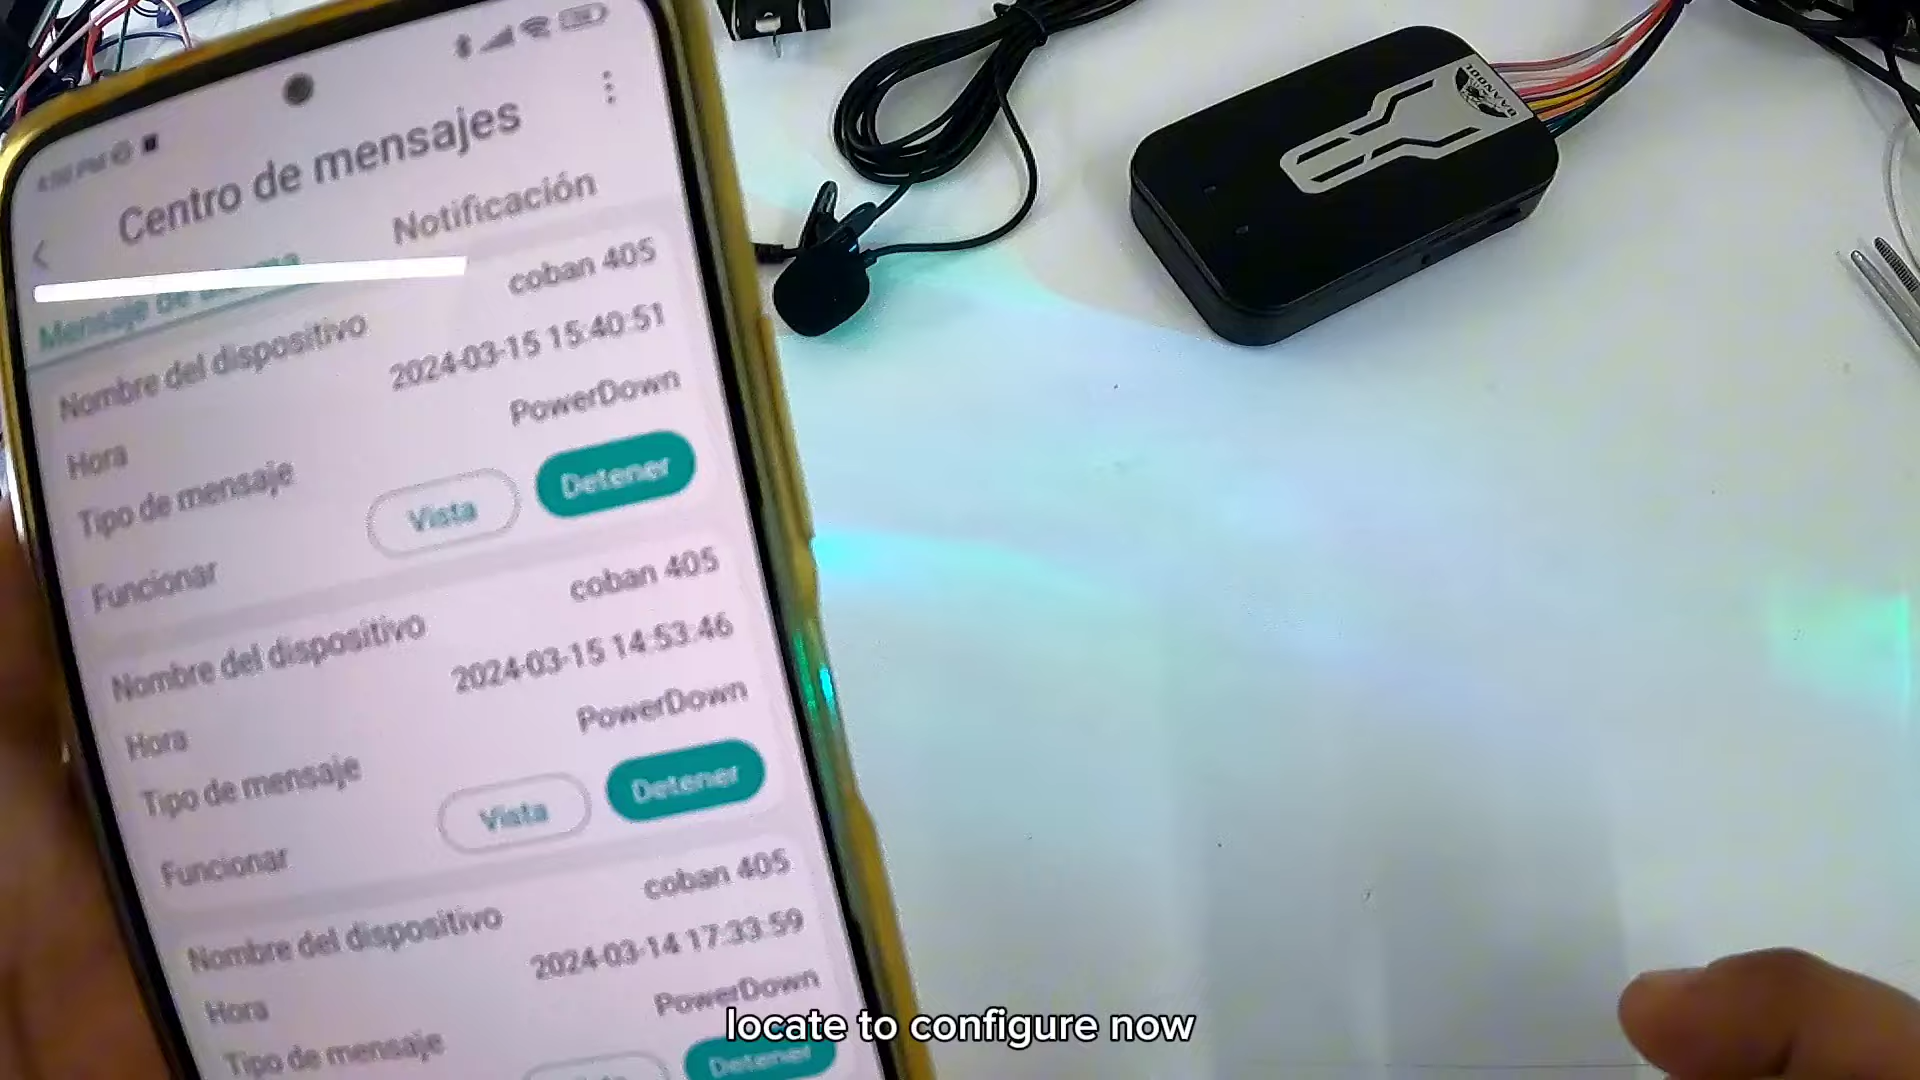 Centro de mensajes
Mensaje de
Notificación
Nombre del dispositivo
coban 405
Hora
2024-03-15 15:40:51
Tipo de mensaje
PowerDown
Funcionar
Vista
Detener
Nombre del dispositivo
coban 405
Hora
2024-03-15 14:53:46
Tipo de mensaje
PowerDown
Funcionar
Vista
Detener
Nombre del dispositivo
coban 405
Hora
2024-03-14 17:33:59
Tipo de mensaje
PowerDown
Detener
BAANOOL
locate to configure now